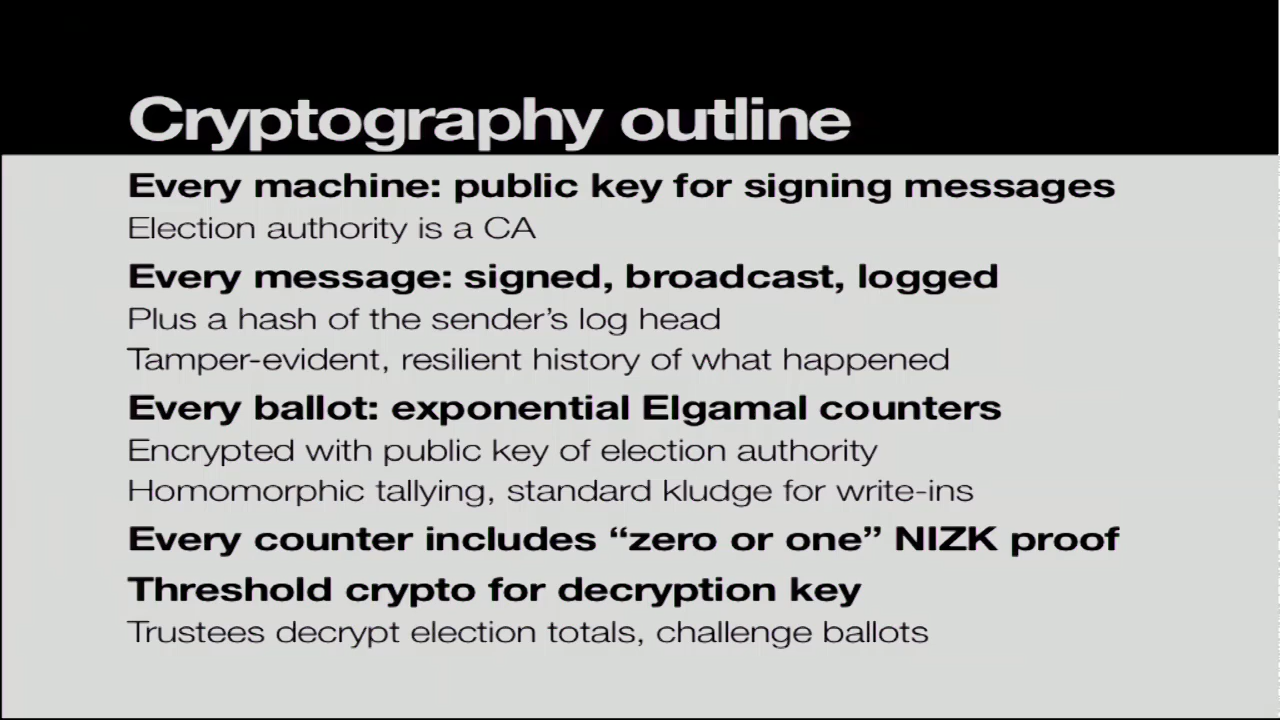 Cryptography outline
Every machine: public key for signing messages
Election authority is a CA
Every message: signed, broadcast, logged
Plus a hash of the sender’s log head
Tamper-evident, resilient history of what happened
Every ballot: exponential Elgamal counters
Encrypted with public key of election authority
Homomorphic tallying, standard kludge for write-ins
Every counter includes “zero or one” NIZK proof
Threshold crypto for decryption key
Trustees decrypt election totals, challenge ballots